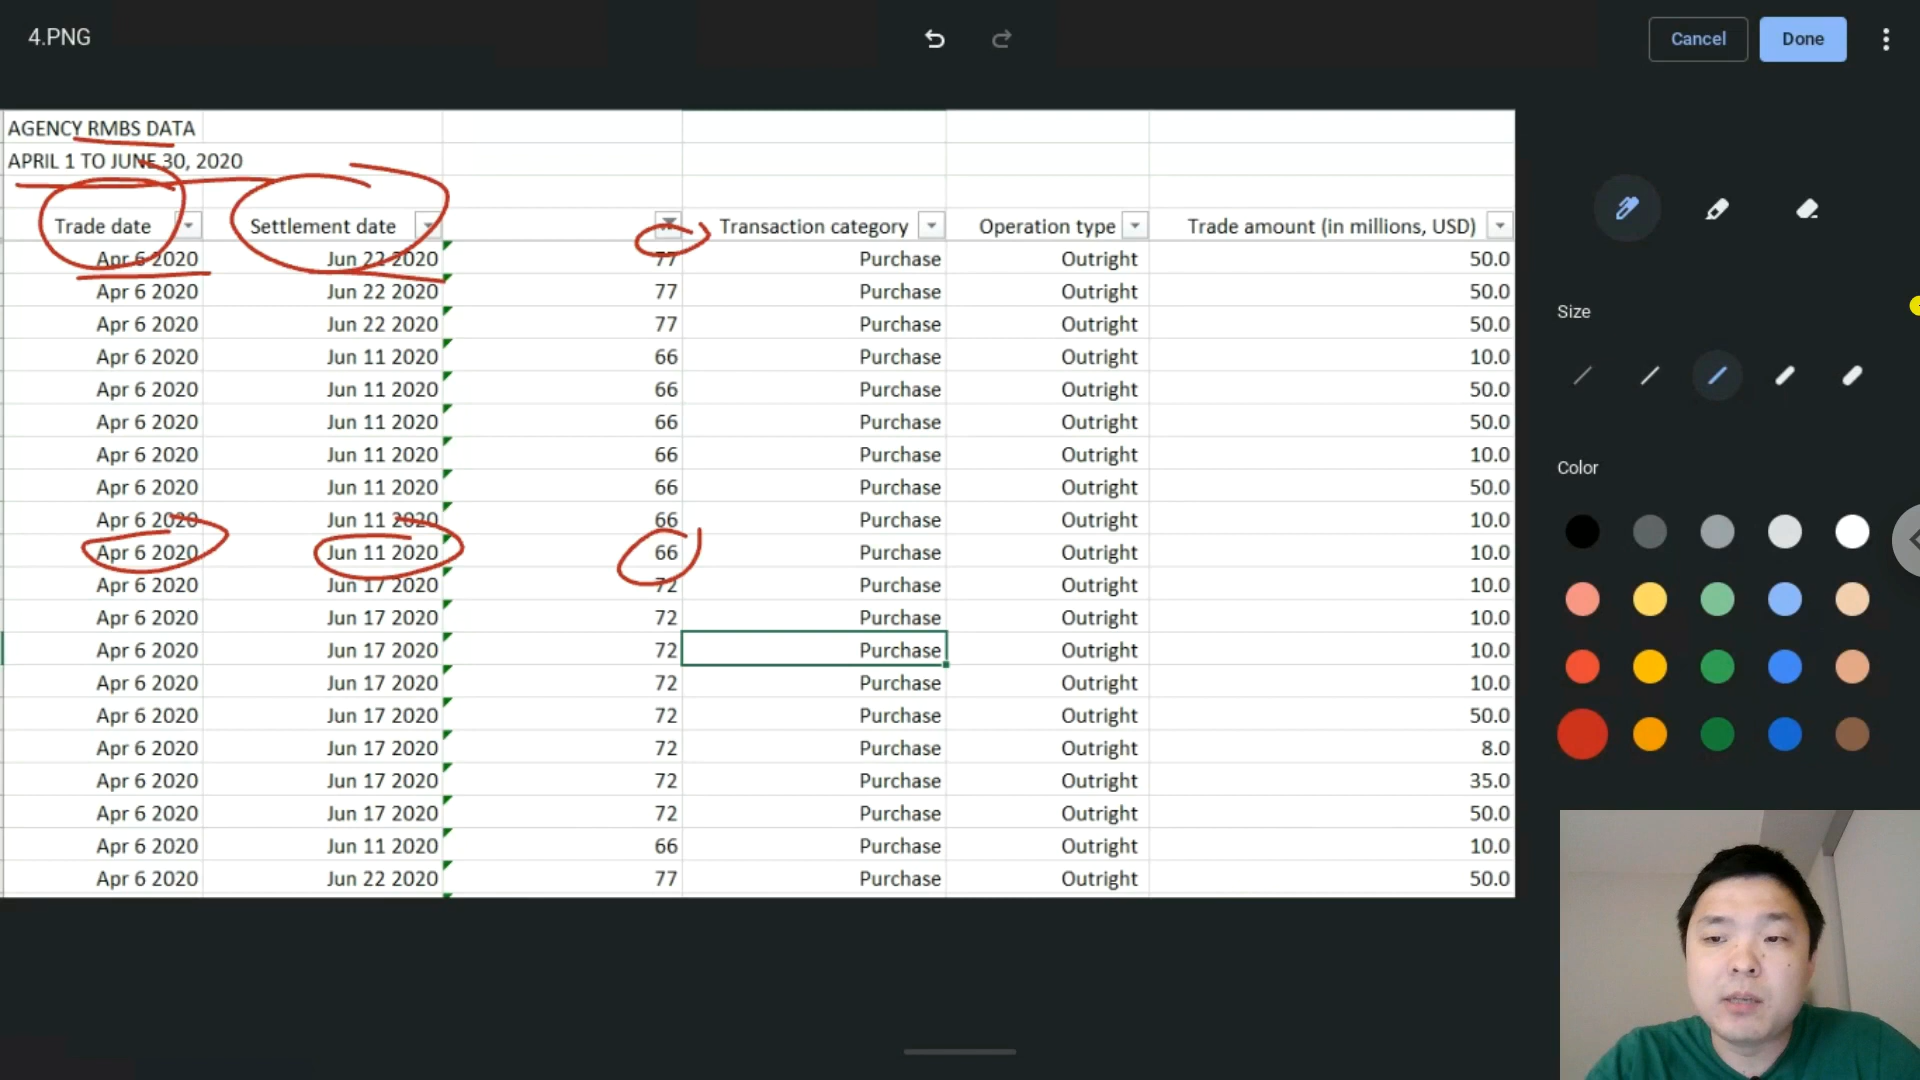 4.PNG
Cancel
Done
AGENCY RMBS DATA
APRIL 1 TO JUNE 30, 2020
Trade date Settlement date Transaction category Operation type Trade amount (in millions, USD)
Apr 6 2020 Jun 22 2020 77 Purchase Outright 50.0
Apr 6 2020 Jun 22 2020 77 Purchase Outright 50.0
Apr 6 2020 Jun 22 2020 77 Purchase Outright 50.0
Apr 6 2020 Jun 11 2020 66 Purchase Outright 10.0
Apr 6 2020 Jun 11 2020 66 Purchase Outright 50.0
Apr 6 2020 Jun 11 2020 66 Purchase Outright 50.0
Apr 6 2020 Jun 11 2020 66 Purchase Outright 10.0
Apr 6 2020 Jun 11 2020 66 Purchase Outright 50.0
Apr 6 2020 Jun 11 2020 66 Purchase Outright 10.0
Apr 6 2020 Jun 11 2020 66 Purchase Outright 10.0
Apr 6 2020 Jun 17 2020 72 Purchase Outright 10.0
Apr 6 2020 Jun 17 2020 72 Purchase Outright 10.0
Apr 6 2020 Jun 17 2020 72 Purchase Outright 10.0
Apr 6 2020 Jun 17 2020 72 Purchase Outright 10.0
Apr 6 2020 Jun 17 2020 72 Purchase Outright 50.0
Apr 6 2020 Jun 17 2020 72 Purchase Outright 8.0
Apr 6 2020 Jun 17 2020 72 Purchase Outright 35.0
Apr 6 2020 Jun 17 2020 72 Purchase Outright 50.0
Apr 6 2020 Jun 11 2020 66 Purchase Outright 10.0
Apr 6 2020 Jun 22 2020 77 Purchase Outright 50.0
Size
Color